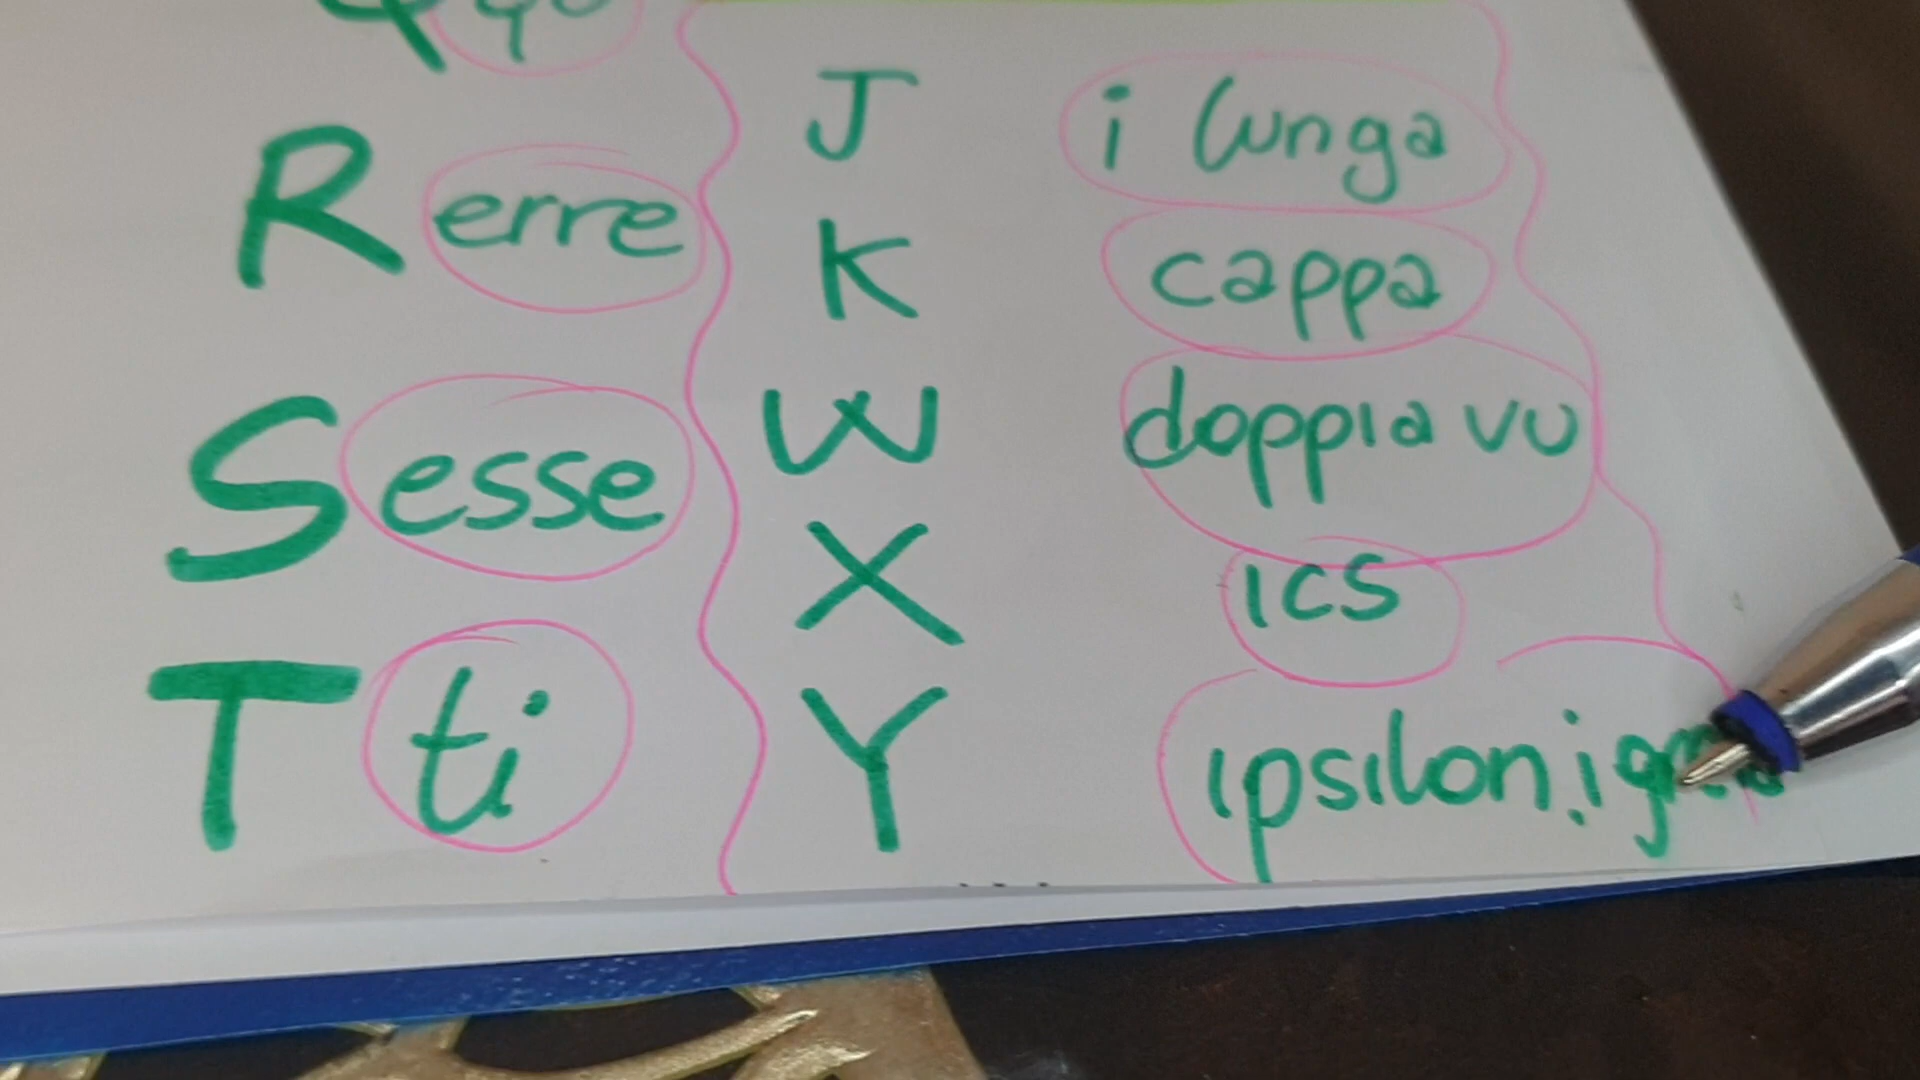 R erre
S esse
T ti
J i lunga
K cappa
W doppia vu
X ics
Y ipsilon.